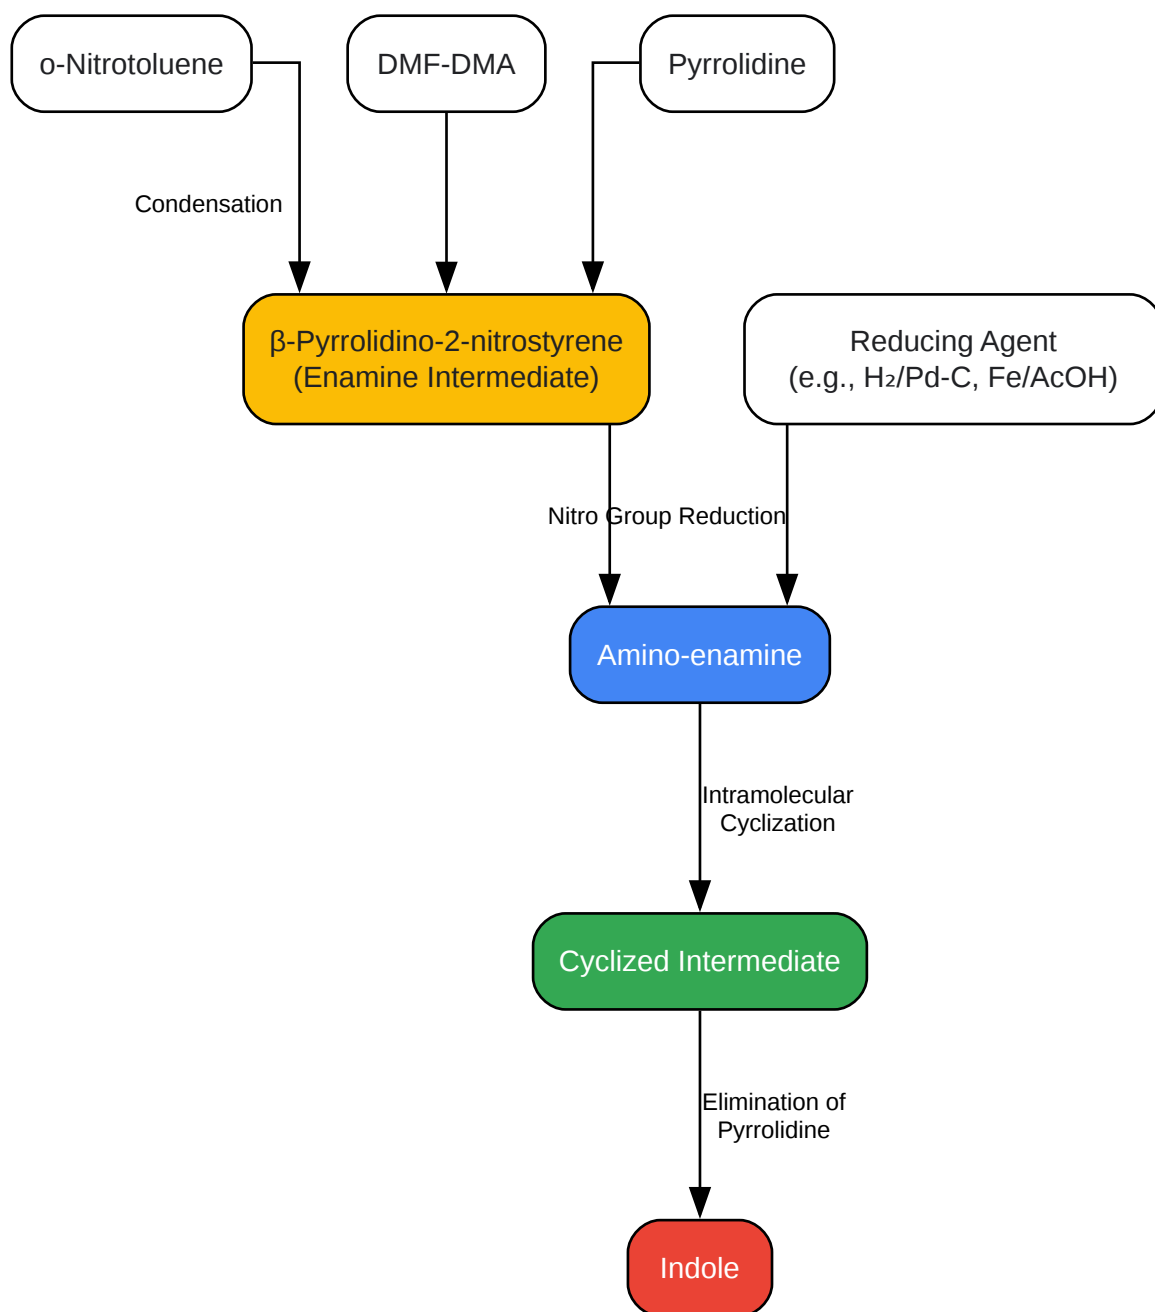 o-Nitrotoluene
DMF-DMA
Pyrrolidine
Condensation
β-Pyrrolidino-2-nitrostyrene
(Enamine Intermediate)
Reducing Agent
(e.g., H₂/Pd-C, Fe/AcOH)
Nitro Group Reduction
Amino-enamine
Intramolecular
Cyclization
Cyclized Intermediate
Elimination of
Pyrrolidine
Indole